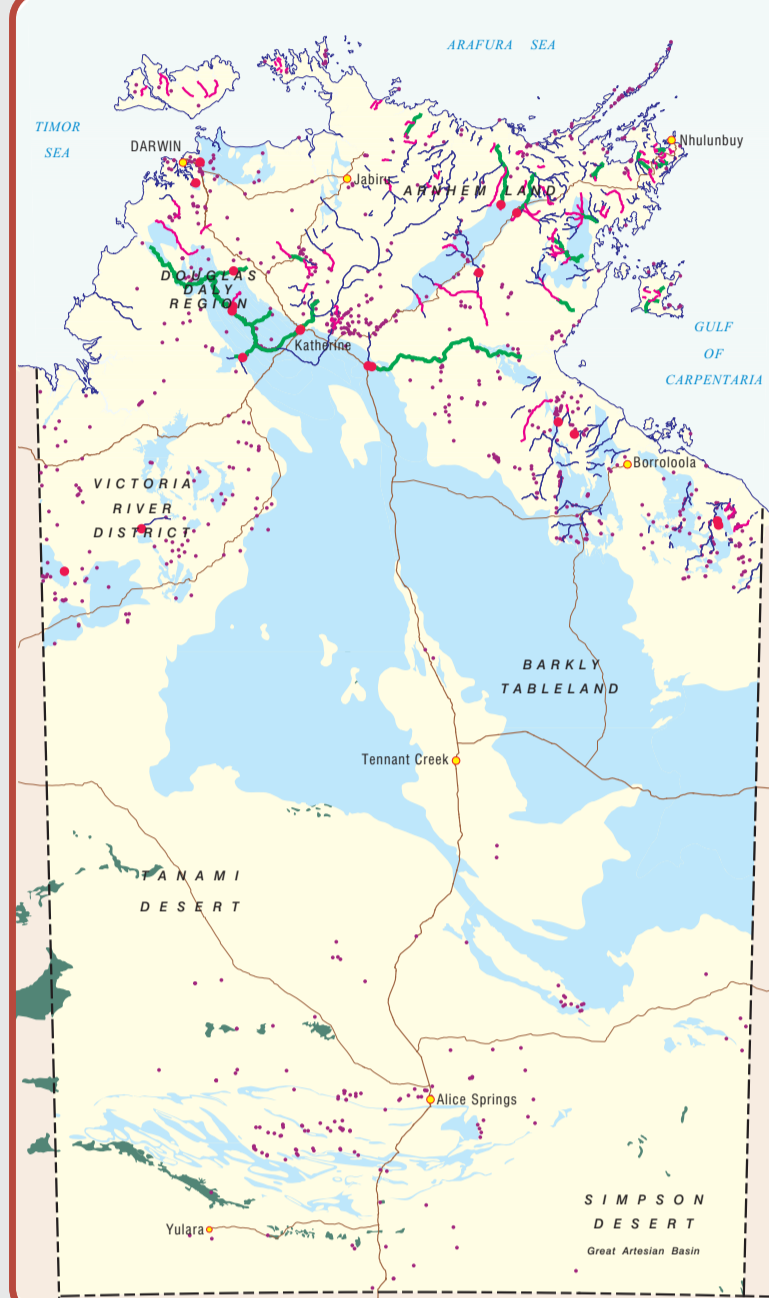 ARAFURA SEA
TIMOR
SEA
DARWIN
Nhulunbuy
Jabiru
ARNHEM LAND
DOUGLAS
DALY
REGION
GULF
OF
CARPENTARIA
Katherine
Borroloola
VICTORIA
RIVER
DISTRICT
BARKLY
TABLELAND
Tennant Creek
TANAMI
DESERT
Alice Springs
SIMPSON
DESERT
Great Artesian Basin
Yulara